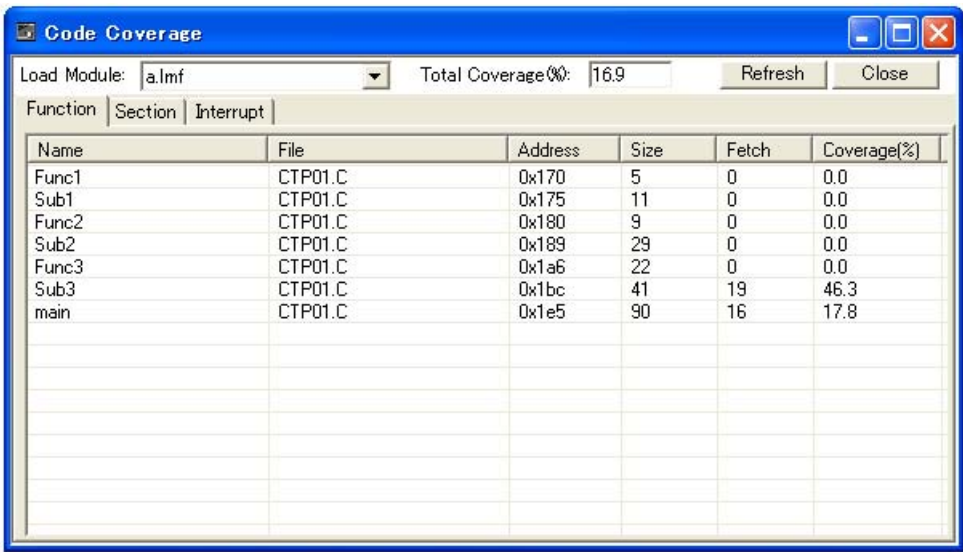 Code Coverage
Load Module: a.lmf Total Coverage(%): 16.9 Refresh Close
Function Section Interrupt
Name File Address Size Fetch Coverage(%)
Func1 CTP01.C 0x170 5 0 0.0
Sub1 CTP01.C 0x175 11 0 0.0
Func2 CTP01.C 0x180 9 0 0.0
Sub2 CTP01.C 0x189 29 0 0.0
Func3 CTP01.C 0x1a6 22 0 0.0
Sub3 CTP01.C 0x1bc 41 19 46.3
main CTP01.C 0x1e5 90 16 17.8